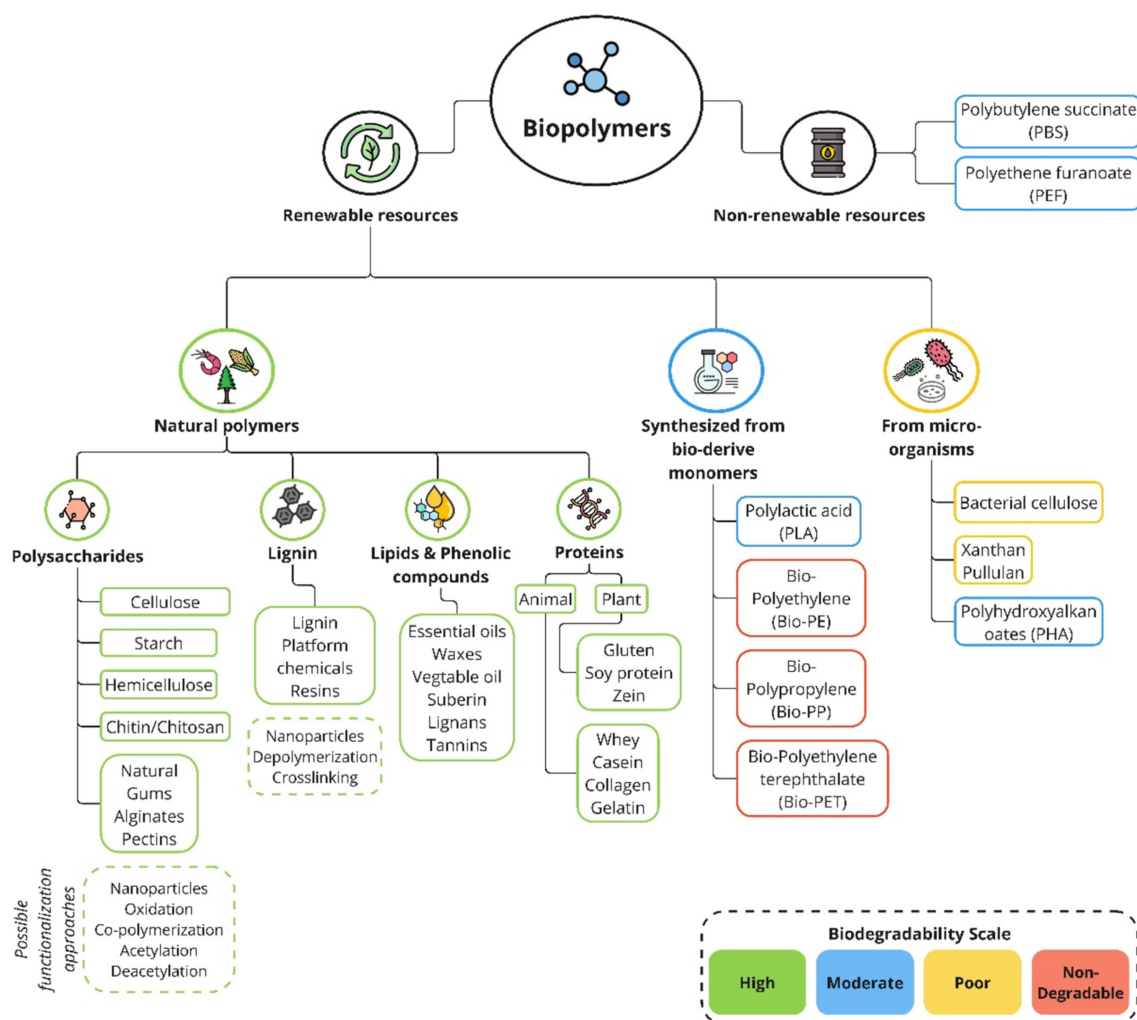 Biopolymers
Renewable resources
Non-renewable resources
Polybutylene succinate
(PBS)
Polyethene furanoate
(PEF)
Natural polymers
Synthesized from
bio-derive
monomers
From micro-
organisms
Polysaccharides
Cellulose
Starch
Hemicellulose
Chitin/Chitosan
Natural
Gums
Alginates
Pectins
Possible
functionalization
approaches
Nanoparticles
Oxidation
Co-polymerization
Acetylation
Deacetylation
Lignin
Lignin
Platform
chemicals
Resins
Nanoparticles
Depolymerization
Crosslinking
Lipids & Phenolic
compounds
Essential oils
Waxes
Vegtable oil
Suberin
Lignans
Tannins
Proteins
Animal
Plant
Gluten
Soy protein
Zein
Whey
Casein
Collagen
Gelatin
Polylactic acid
(PLA)
Bio-
Polyethylene
(Bio-PE)
Bio-
Polypropylene
(Bio-PP)
Bio-Polyethylene
terephthalate
(Bio-PET)
Bacterial cellulose
Xanthan
Pullulan
Polyhydroxyalkan
oates (PHA)
Biodegradability Scale
High
Moderate
Poor
Non-
Degradable